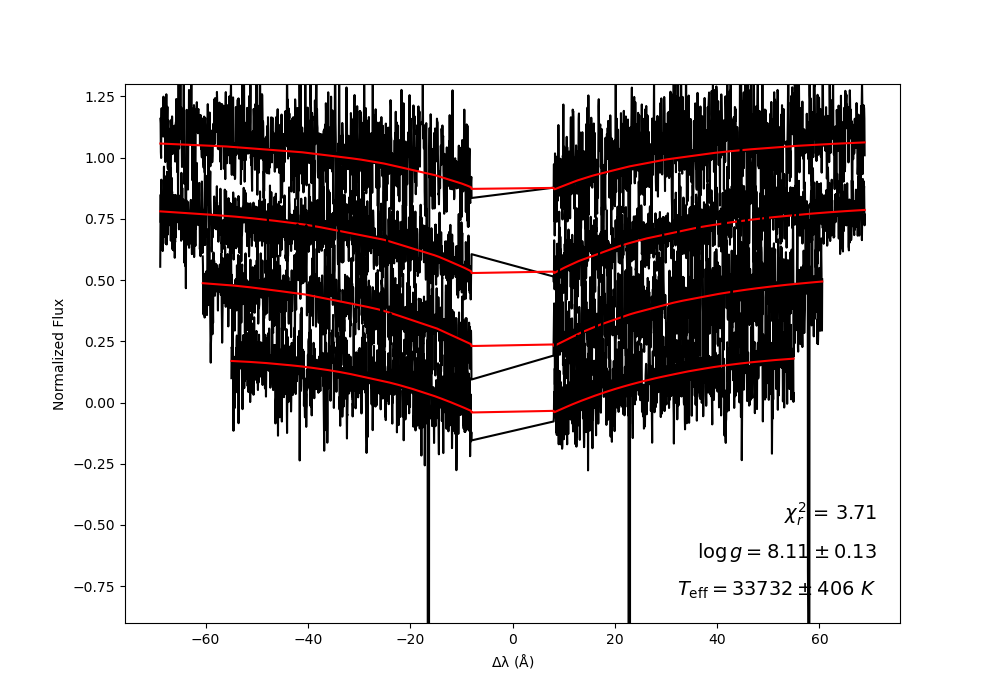 1.25
1.00
0.75
0.50
0.25
0.00
−0.25
−0.50
−0.75
Normalized Flux
χ²ᵣ = 3.71
log g = 8.11 ± 0.13
T_eff = 33732 ± 406 K
−60 −40 −20 0 20 40 60
Δλ (Å)